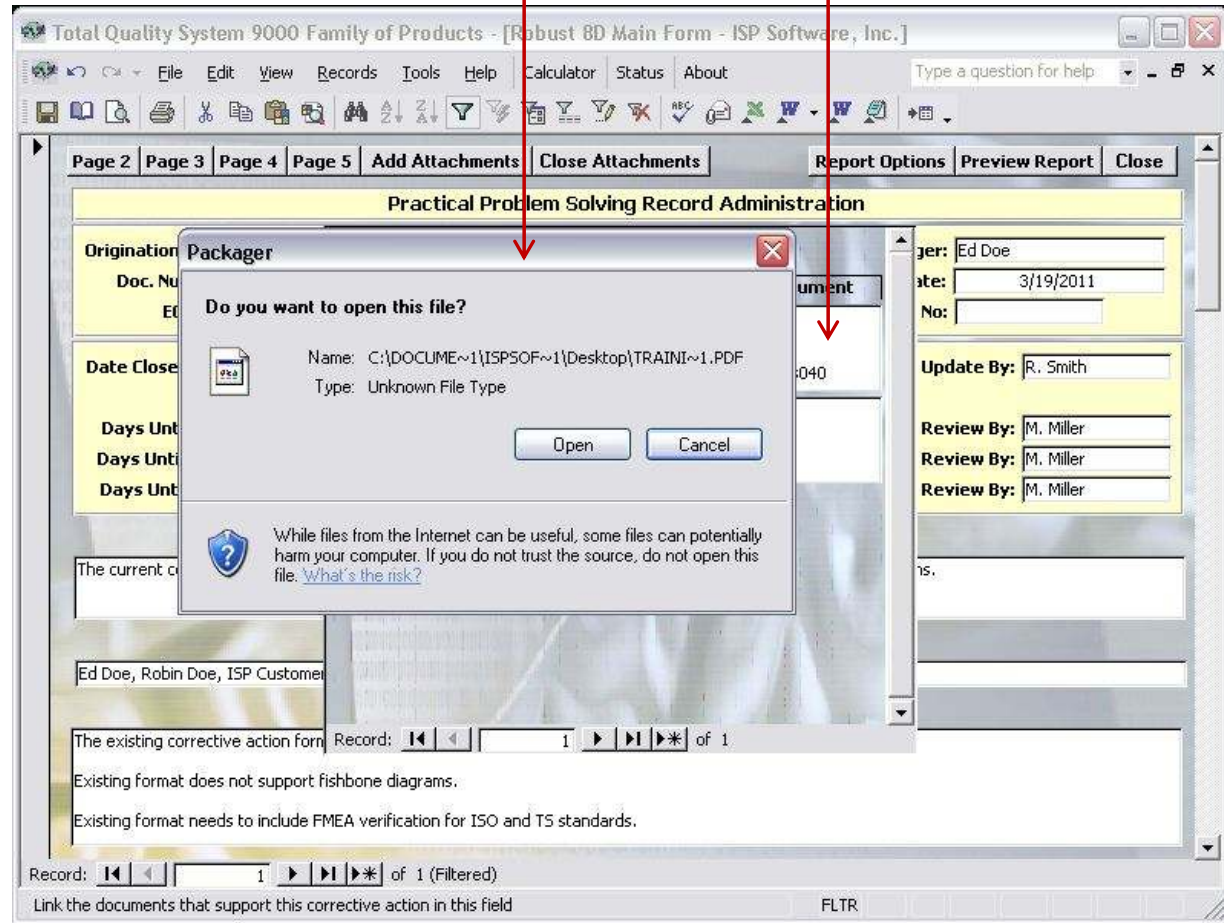 Total Quality System 9000 Family of Products - [Robust 8D Main Form - ISP Software, Inc.]
File Edit View Records Tools Help Calculator Status About Type a question for help
Page 2 Page 3 Page 4 Page 5 Add Attachments Close Attachments Report Options Preview Report Close
Practical Problem Solving Record Administration
Origination ger: Ed Doe
Doc. Nu ument ate: 3/19/2011
No:
Packager
Do you want to open this file?
Name: C:\DOCUME~1\ISPSOF~1\Desktop\TRAINI~1.PDF
Type: Unknown File Type
Open Cancel
While files from the Internet can be useful, some files can potentially
harm your computer. If you do not trust the source, do not open this
file. What's the risk?
Date Close :040 Update By: R. Smith
Days Unt Review By: M. Miller
Days Unti Review By: M. Miller
Days Unt Review By: M. Miller
The current c ns.
Ed Doe, Robin Doe, ISP Custome
The existing corrective action form
Record: 1 of 1
Existing format does not support fishbone diagrams.
Existing format needs to include FMEA verification for ISO and TS standards.
Record: 1 of 1 (Filtered)
Link the documents that support this corrective action in this field FLTR